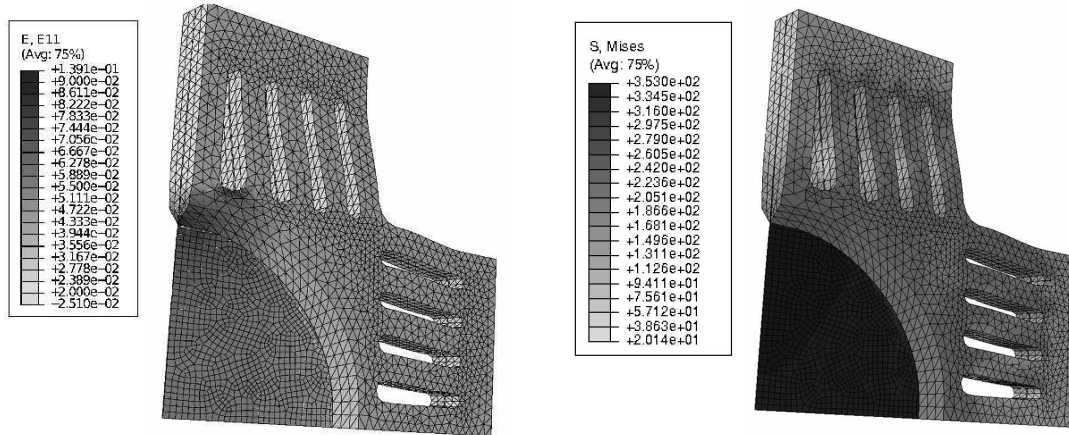 E, E11
(Avg: 75%)
+1.391e−01
+9.000e−02
+8.611e−02
+8.222e−02
+7.833e−02
+7.444e−02
+7.056e−02
+6.667e−02
+6.278e−02
+5.889e−02
+5.500e−02
+5.111e−02
+4.722e−02
+4.333e−02
+3.944e−02
+3.556e−02
+3.167e−02
+2.778e−02
+2.389e−02
+2.000e−02
−2.510e−02
S, Mises
(Avg: 75%)
+3.530e+02
+3.345e+02
+3.160e+02
+2.975e+02
+2.790e+02
+2.605e+02
+2.420e+02
+2.236e+02
+2.051e+02
+1.866e+02
+1.681e+02
+1.496e+02
+1.311e+02
+1.126e+02
+9.411e+01
+7.561e+01
+5.712e+01
+3.863e+01
+2.014e+01